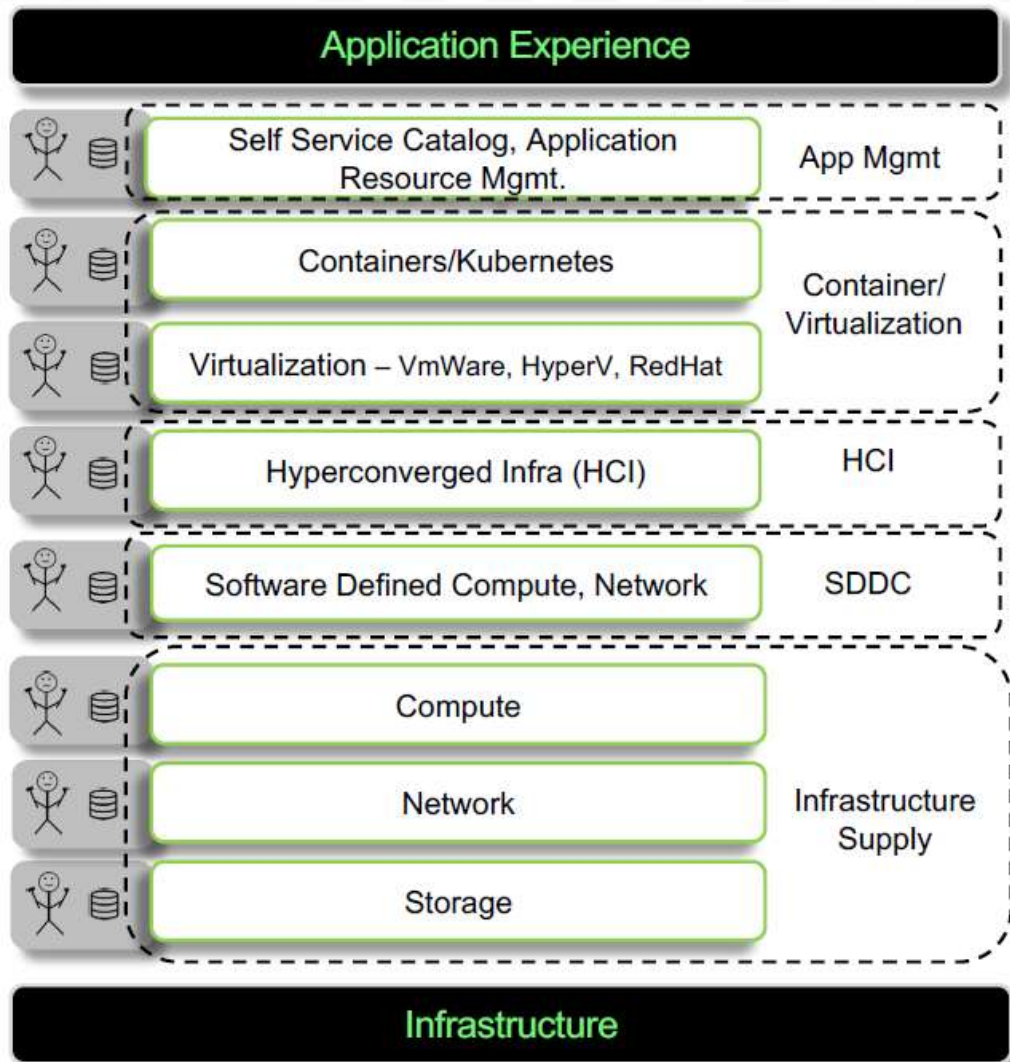 Application Experience
Self Service Catalog, Application
Resource Mgmt.
App Mgmt
Containers/Kubernetes
Container/
Virtualization
Virtualization – VmWare, HyperV, RedHat
Hyperconverged Infra (HCI)
HCI
Software Defined Compute, Network
SDDC
Compute
Network
Infrastructure
Supply
Storage
Infrastructure